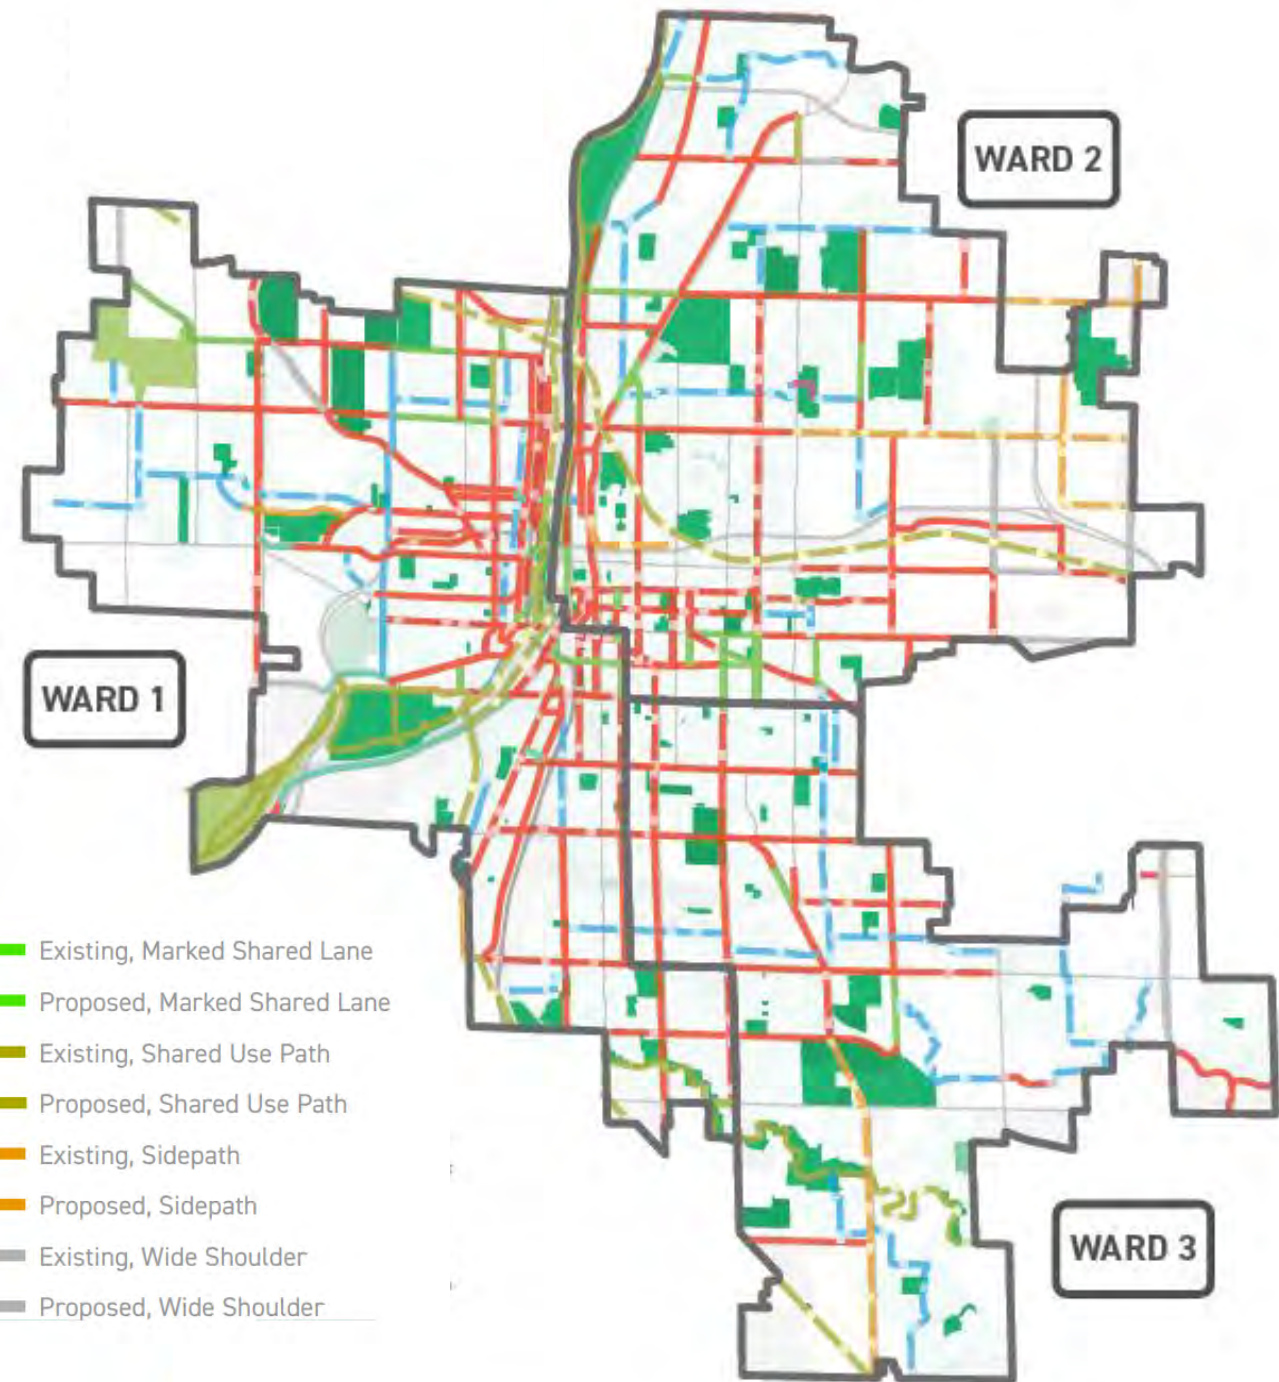 WARD 2
WARD 1
Existing, Marked Shared Lane
Proposed, Marked Shared Lane
Existing, Shared Use Path
Proposed, Shared Use Path
Existing, Sidepath
Proposed, Sidepath
Existing, Wide Shoulder
Proposed, Wide Shoulder
WARD 3